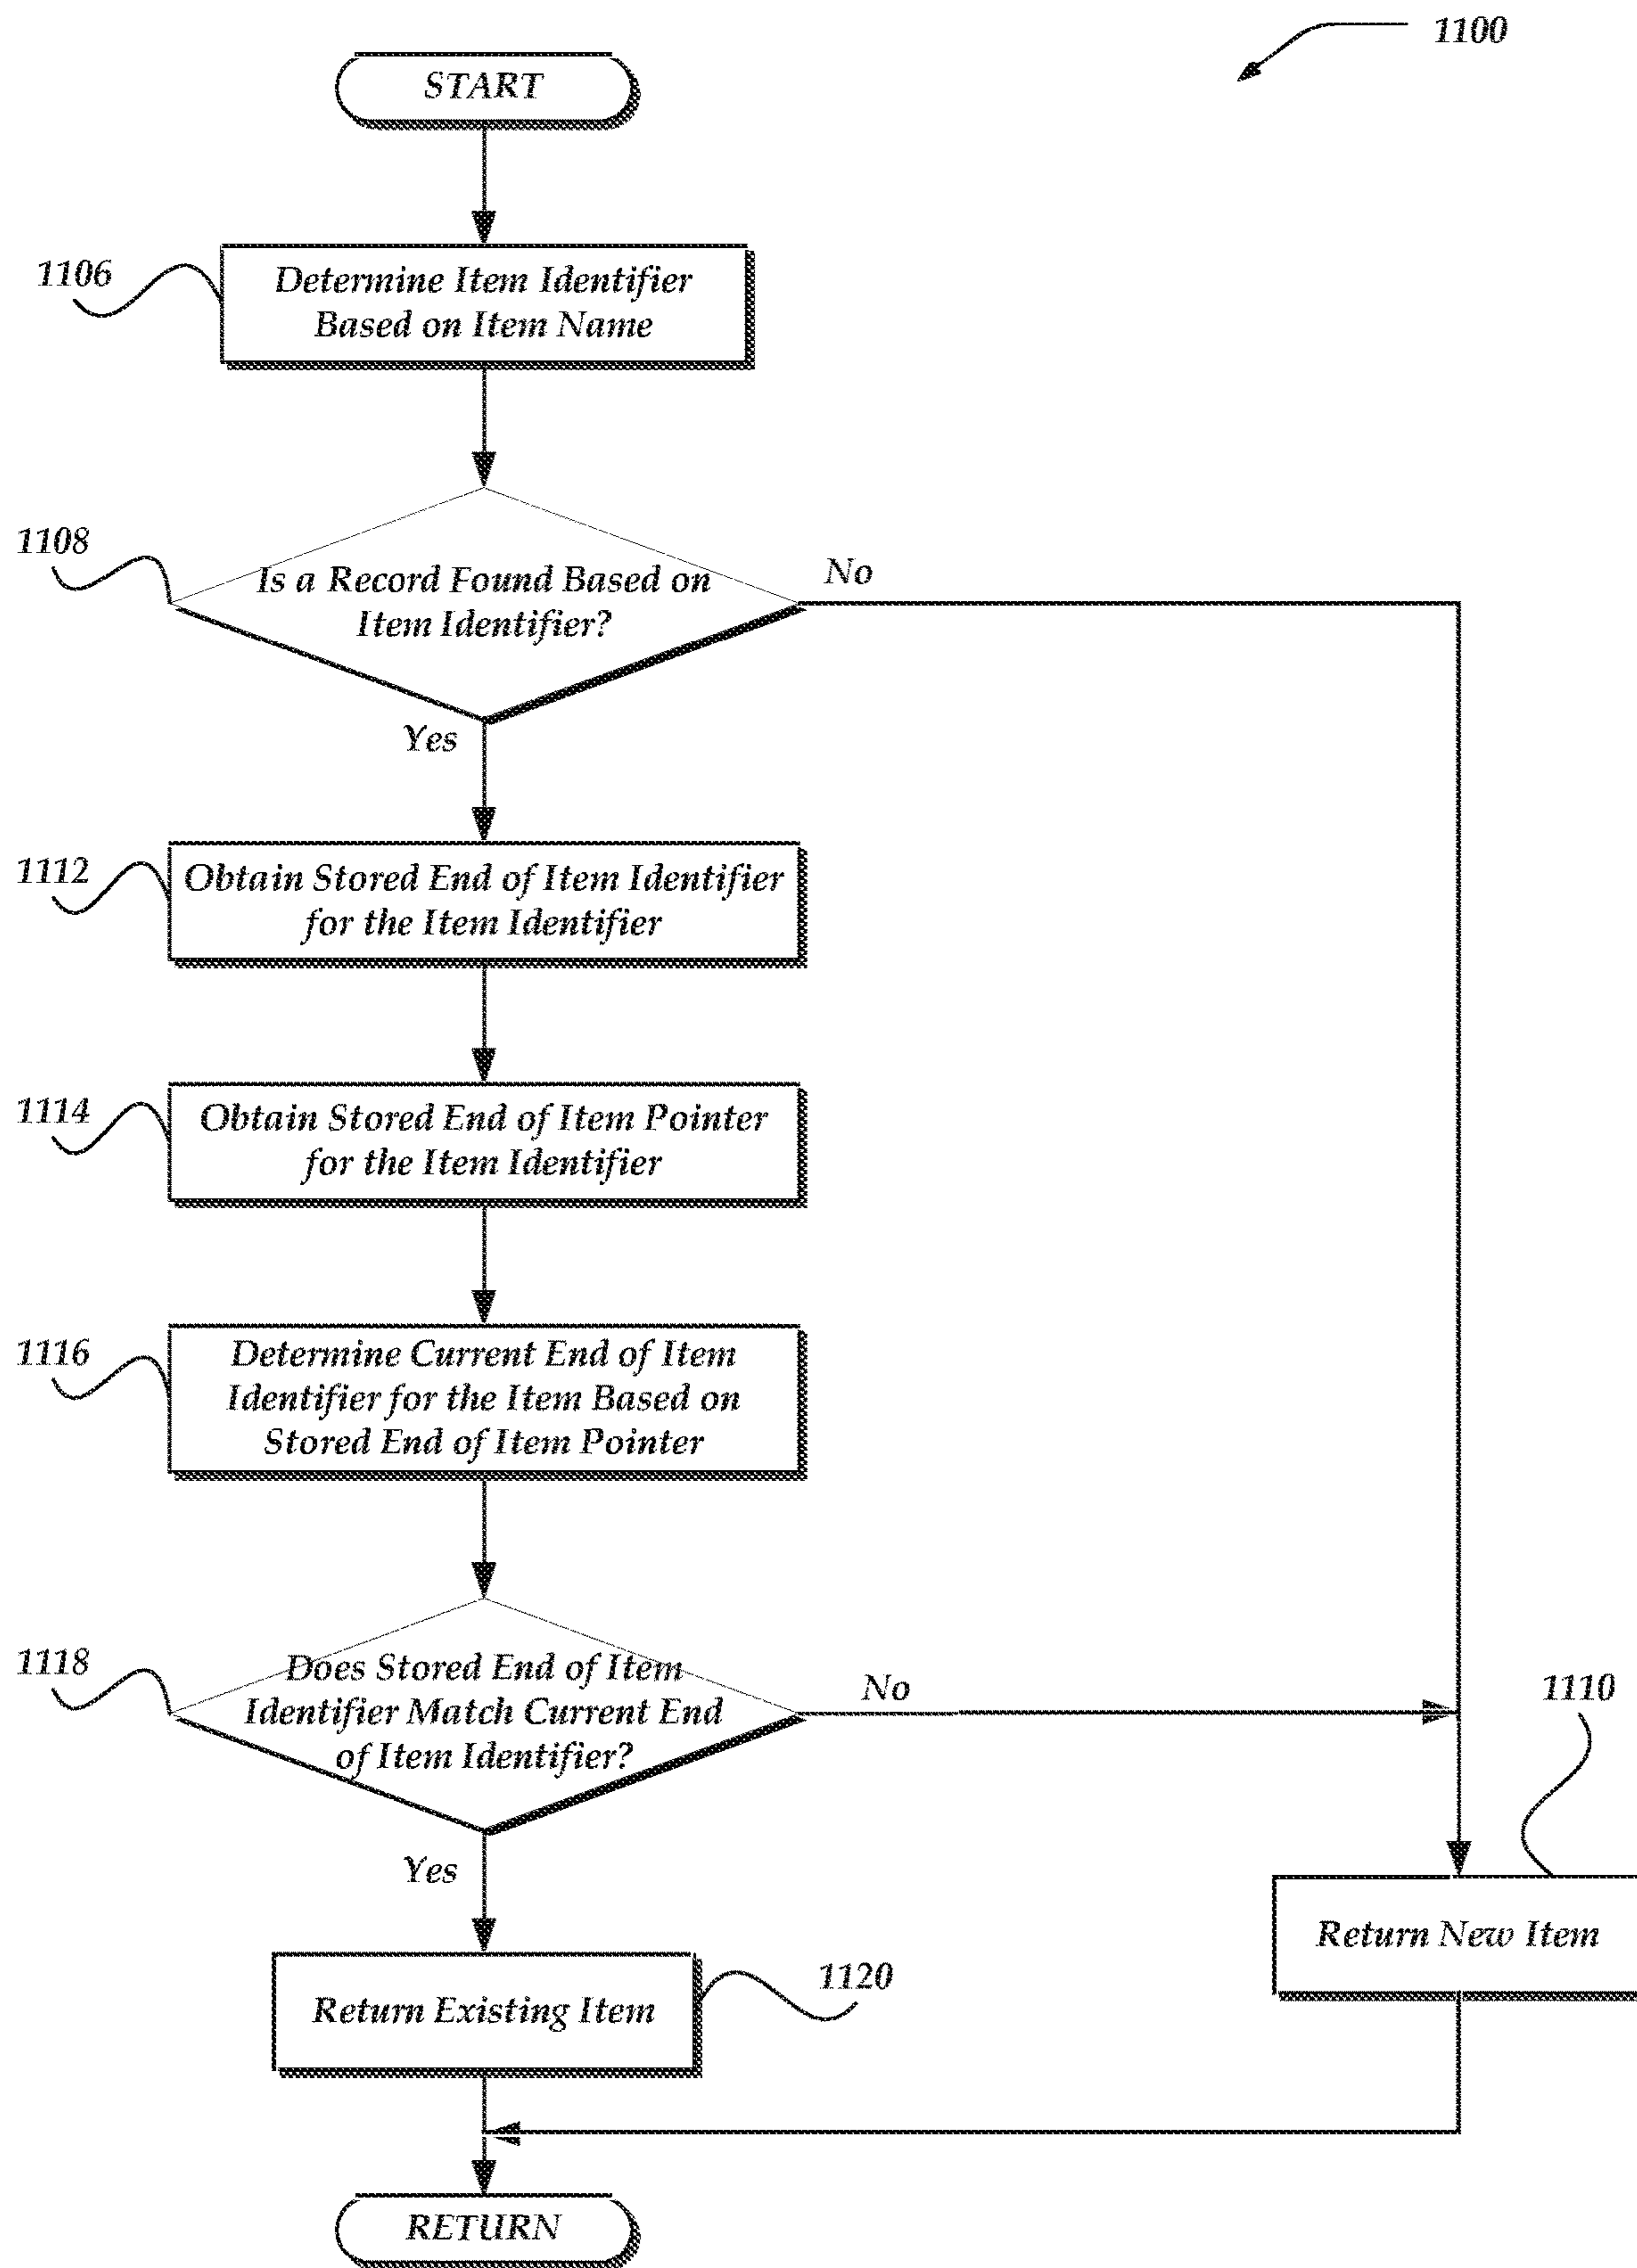 1100
START
1106
Determine Item Identifier
Based on Item Name
1108
Is a Record Found Based on
Item Identifier?
No
Yes
1112
Obtain Stored End of Item Identifier
for the Item Identifier
1114
Obtain Stored End of Item Pointer
for the Item Identifier
1116
Determine Current End of Item
Identifier for the Item Based on
Stored End of Item Pointer
1118
Does Stored End of Item
Identifier Match Current End
of Item Identifier?
No
1110
Yes
Return New Item
1120
Return Existing Item
RETURN